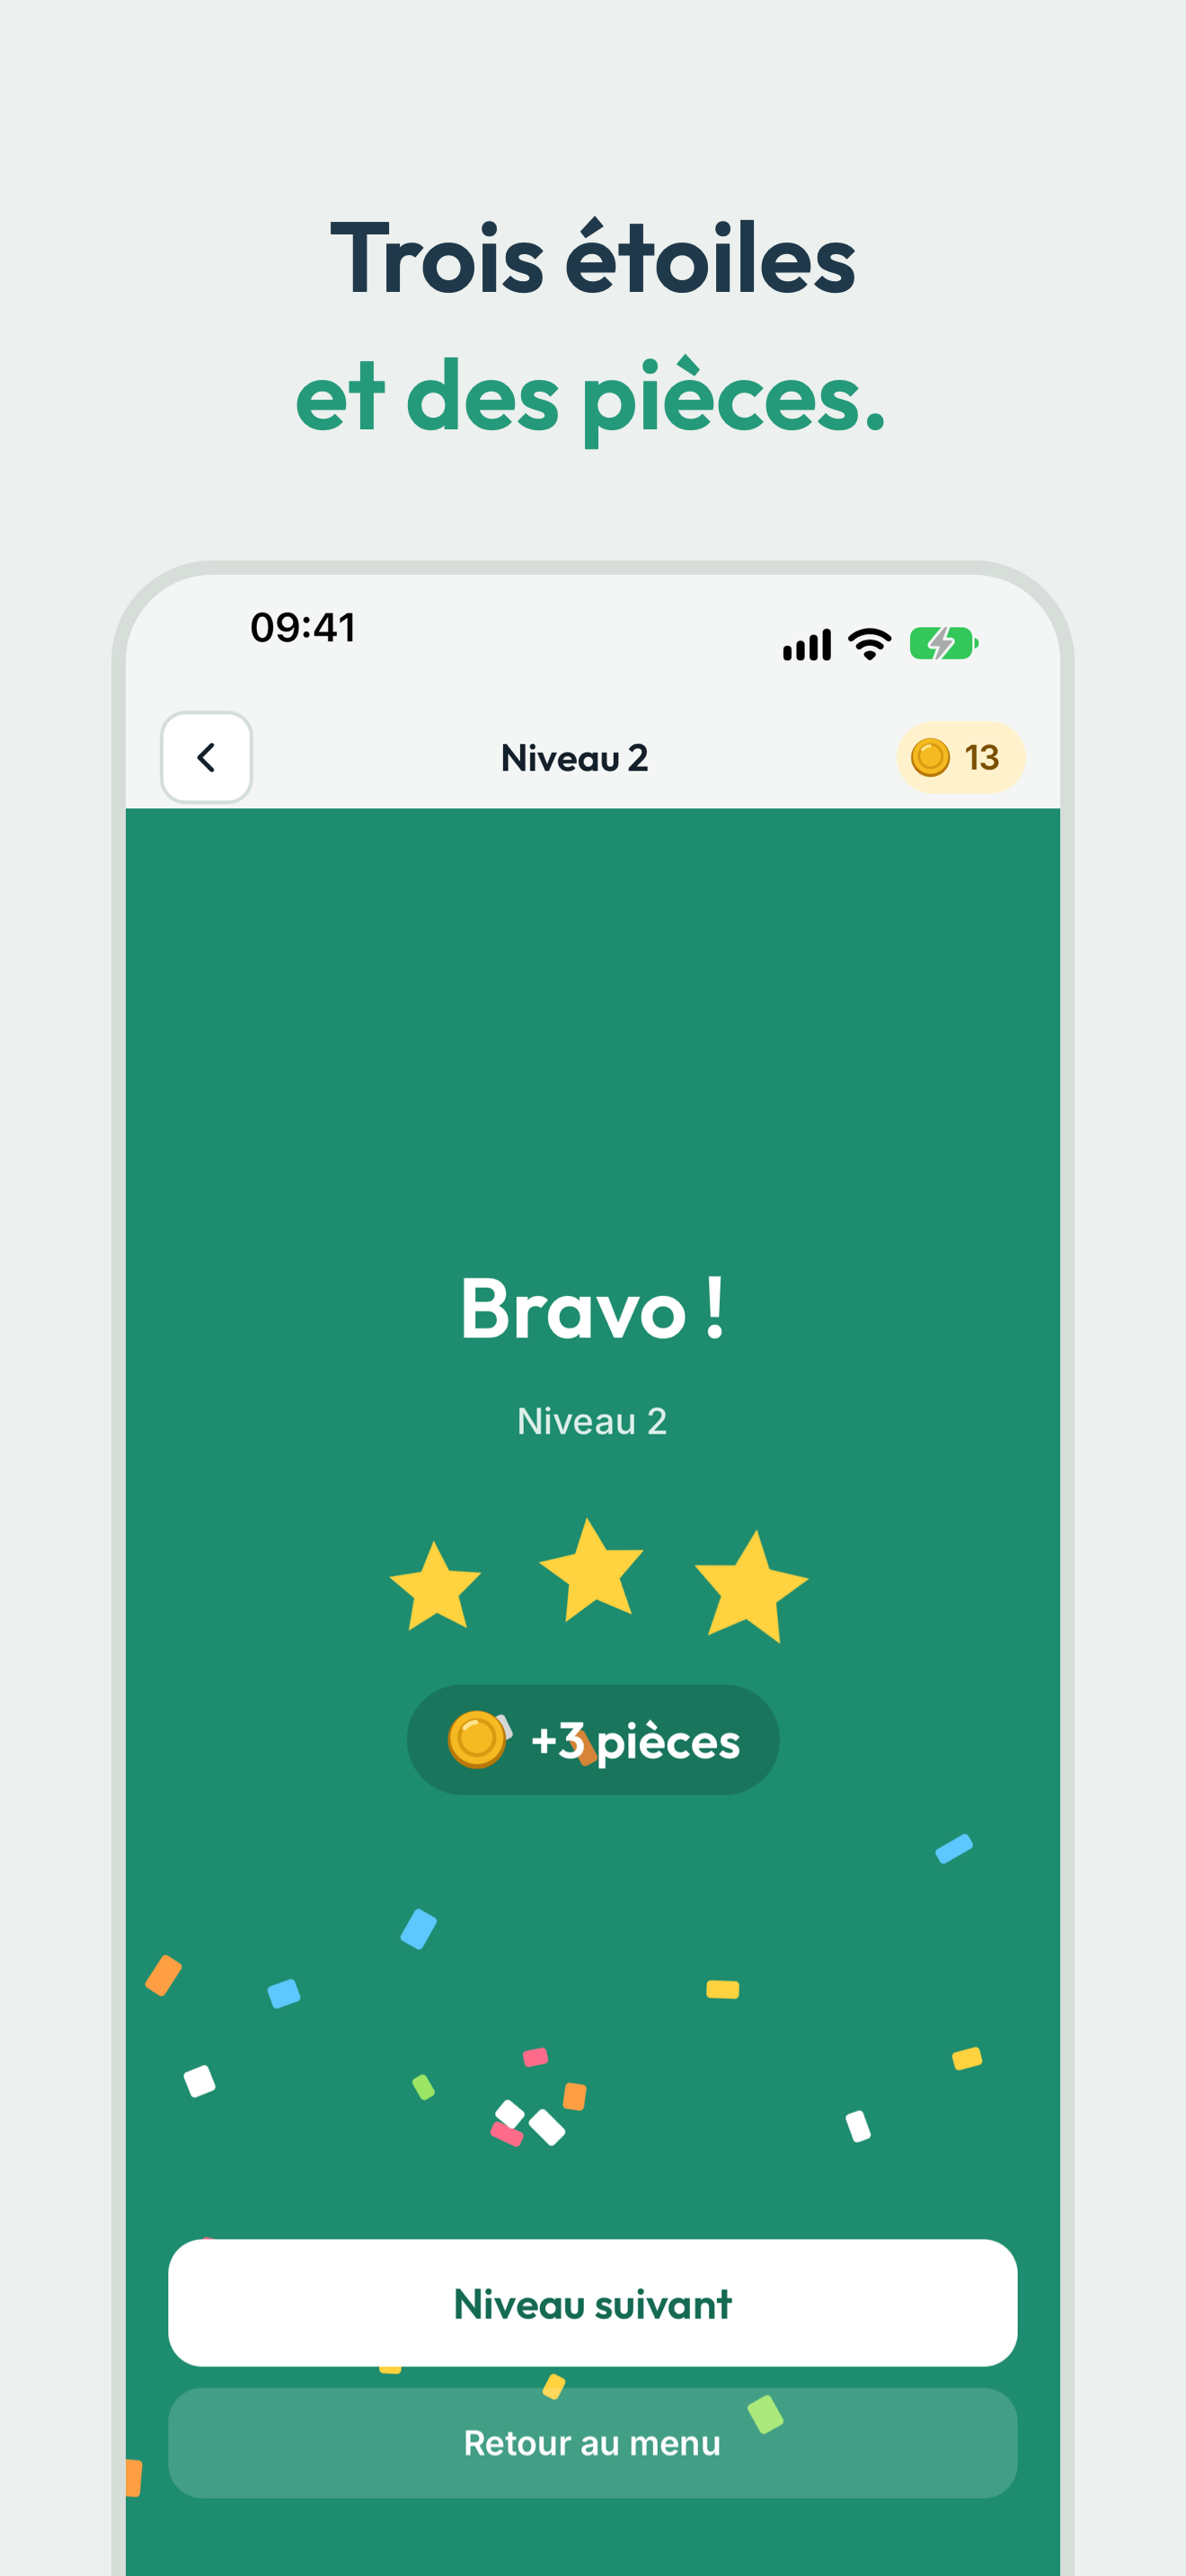 Trois étoiles
et des pièces.
09:41
Niveau 2
13
Bravo !
Niveau 2
+3 pièces
Niveau suivant
Retour au menu